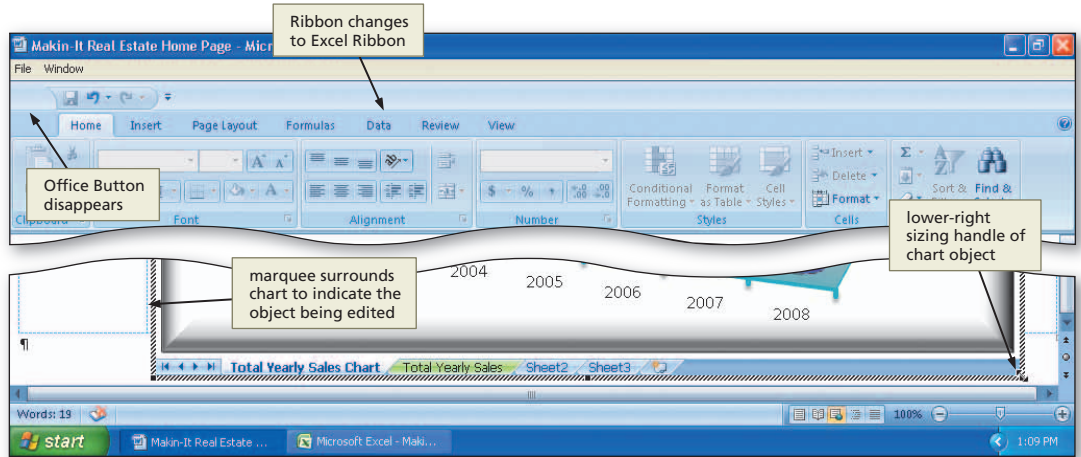 Ribbon changes
to Excel Ribbon
Makin-It Real Estate Home Page - Micr
File Window
Home Insert Page Layout Formulas Data Review View
Office Button
disappears
A A
$ % ,
Conditional
Formatting
Format
as Table
Cell
Styles
Insert
Delete
Format
Σ
Sort &
Find &
Clipboard Font Alignment Number Styles Cells
lower-right
sizing handle of
chart object
marquee surrounds
chart to indicate the
object being edited
2004 2005 2006 2007 2008
¶
Total Yearly Sales Chart Total Yearly Sales Sheet2 Sheet3
Words: 19 100%
start Makin-It Real Estate ... Microsoft Excel - Maki... 1:09 PM